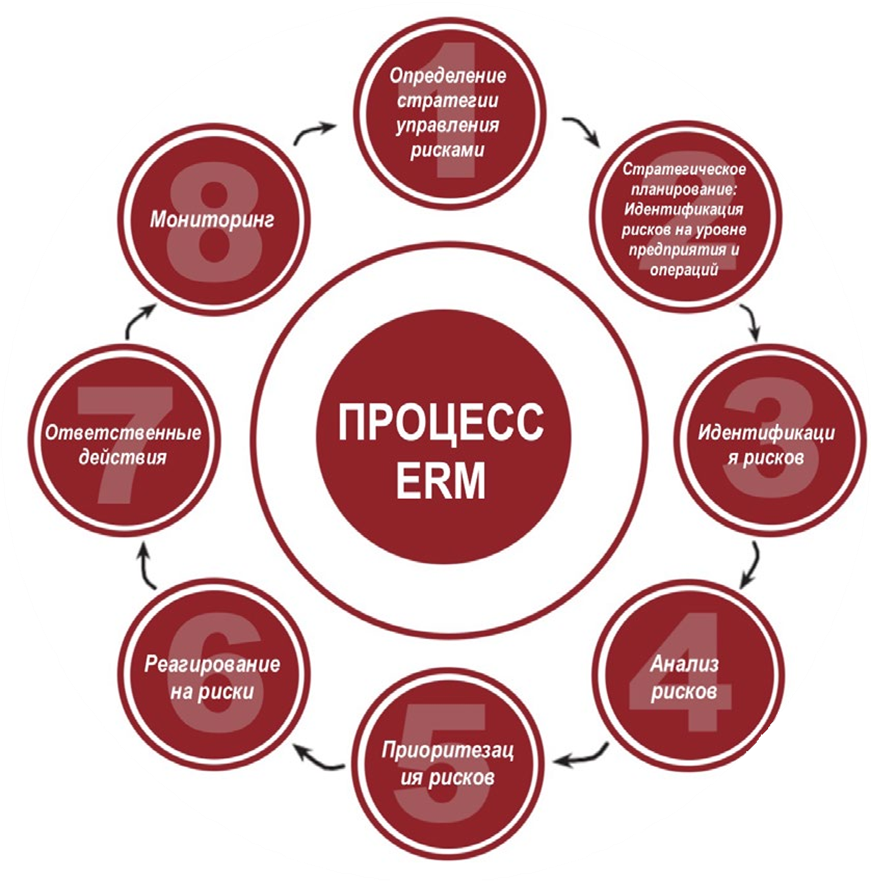 1
Определение
стратегии
управления
рисками
2
Стратегическое
планирование:
Идентификация
рисков на уровне
предприятия и
операций
3
Идентификаци
я рисков
4
Анализ
рисков
5
Приоритезац
ия рисков
6
Реагирование
на риски
7
Ответственные
действия
8
Мониторинг
ПРОЦЕСС
ERM